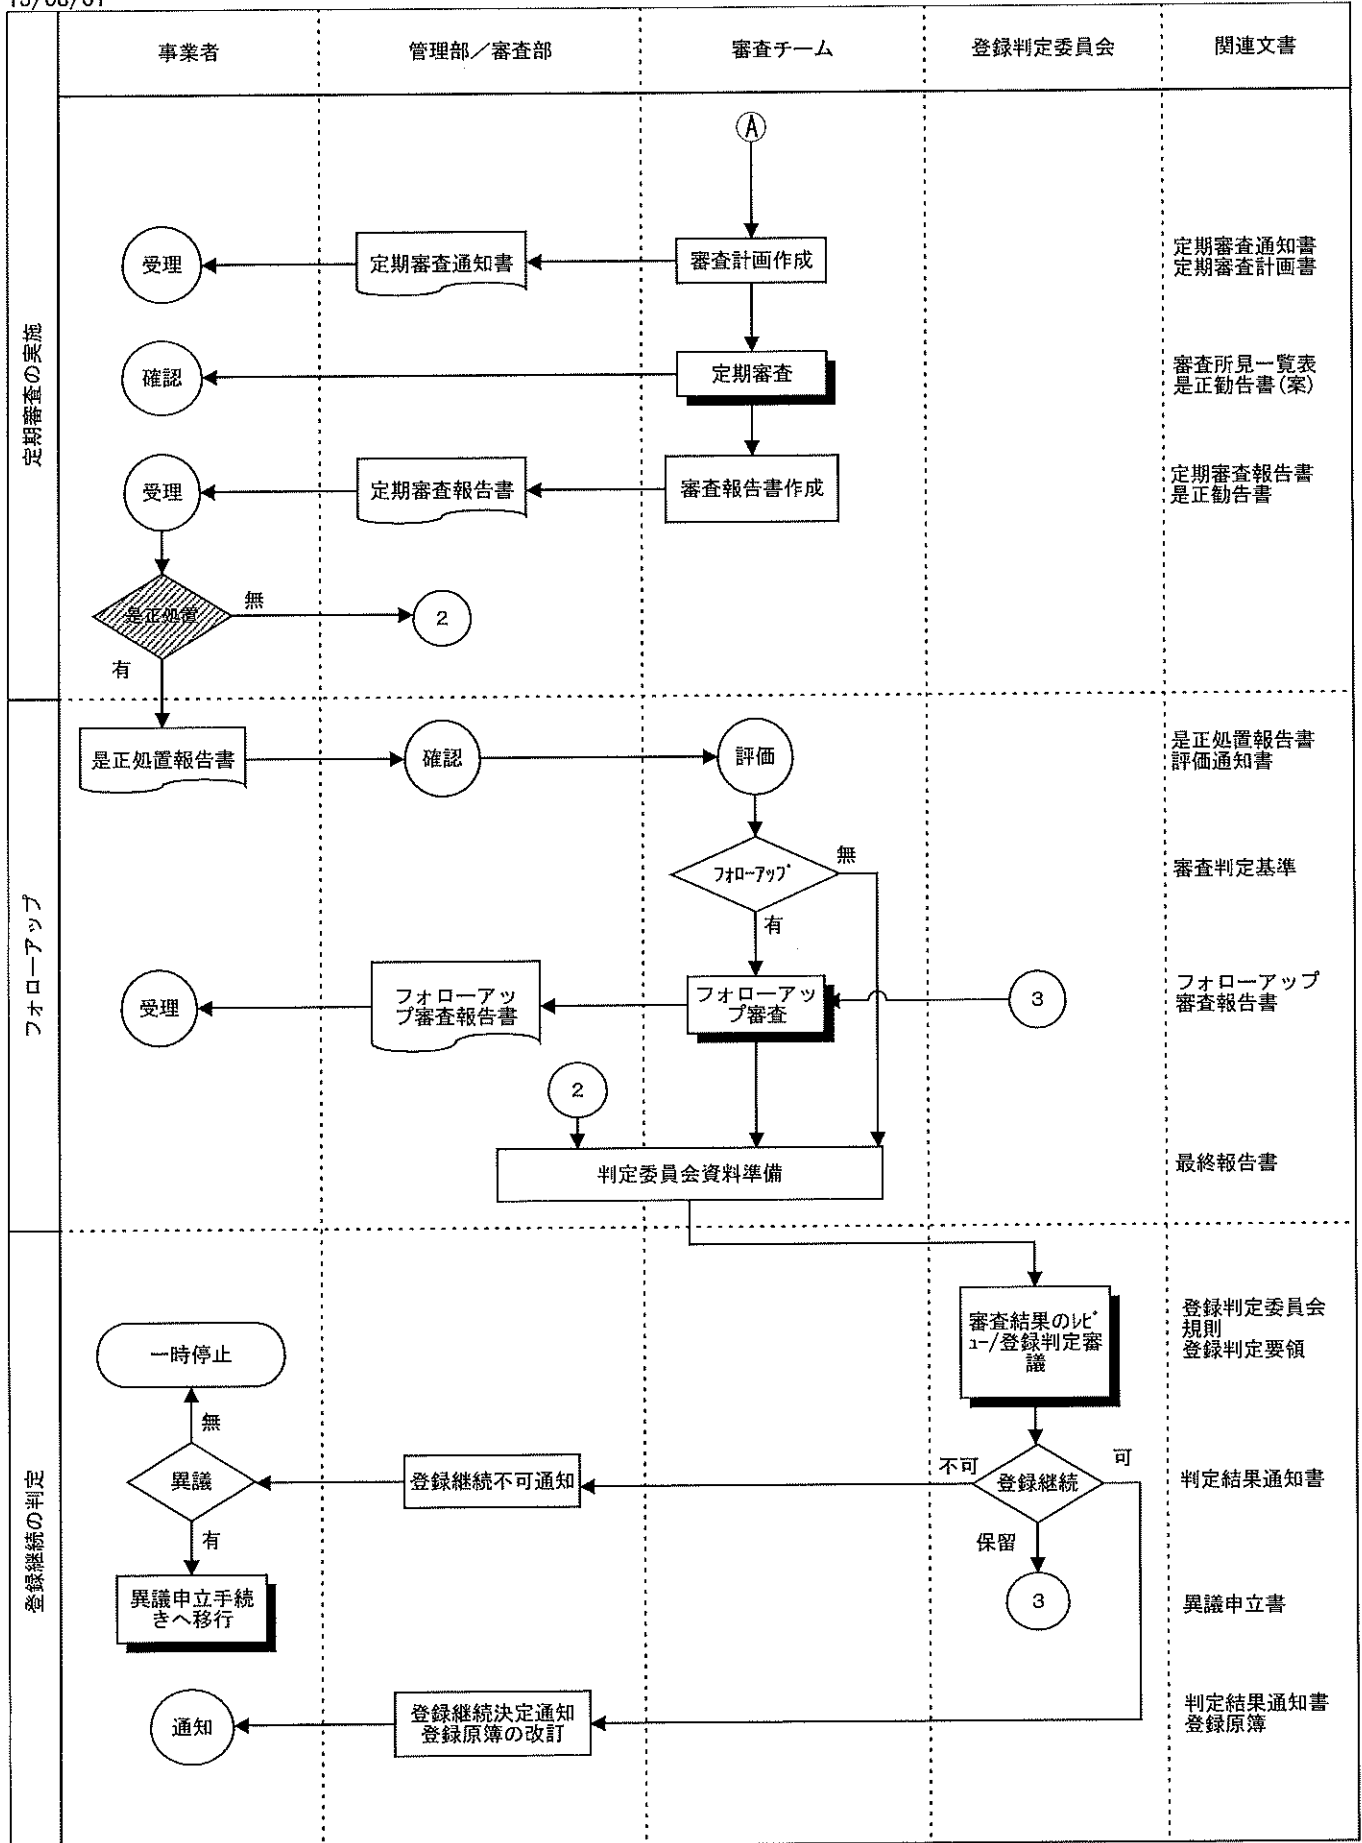 事業者
管理部／審査部
審査チーム
登録判定委員会
関連文書
定期審査の実施
Ⓐ
受理
定期審査通知書
審査計画作成
定期審査通知書
定期審査計画書
確認
定期審査
審査所見一覧表
是正勧告書(案)
受理
定期審査報告書
審査報告書作成
定期審査報告書
是正勧告書
是正処置
無
2
有
フォローアップ
是正処置報告書
確認
評価
是正処置報告書
評価通知書
ﾌｫﾛｰｱｯﾌﾟ
無
審査判定基準
有
受理
フォローアッ
プ審査報告書
フォローアッ
プ審査
3
フォローアップ
審査報告書
2
判定委員会資料準備
最終報告書
登録継続の判定
審査結果のﾚﾋﾞ
ｭｰ/登録判定審
議
登録判定委員会
規則
登録判定要領
一時停止
無
異議
登録継続不可通知
不可
登録継続
可
判定結果通知書
有
保留
異議申立手続
きへ移行
3
異議申立書
通知
登録継続決定通知
登録原簿の改訂
判定結果通知書
登録原簿